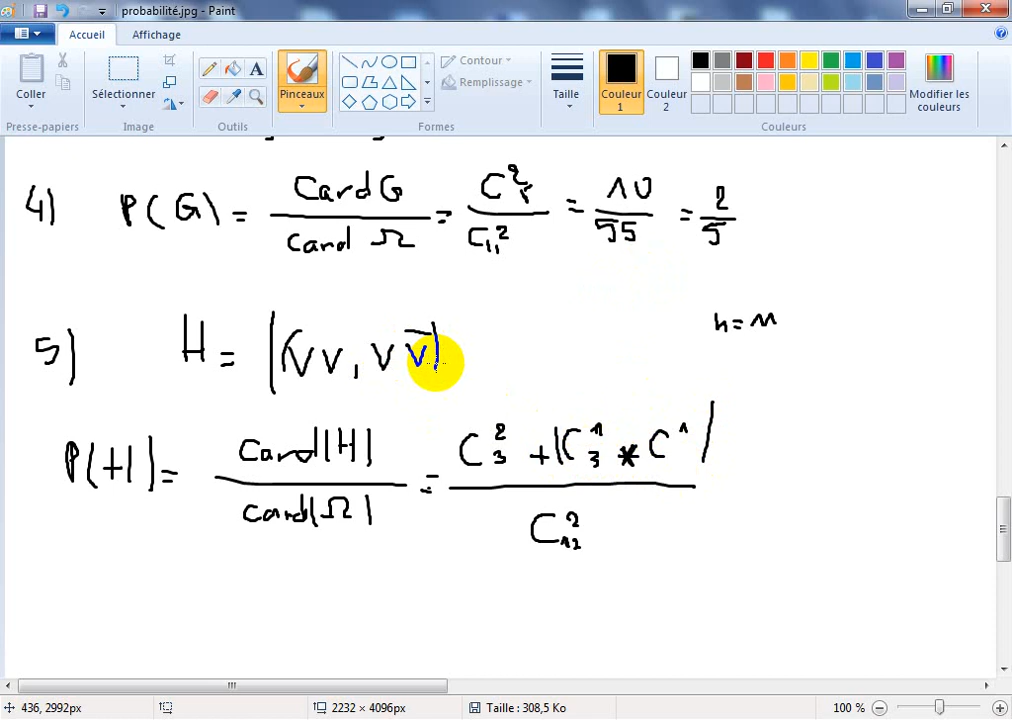 probabilité.jpg - Paint
Accueil Affichage
Coller
Sélectionner
Pinceaux
Contour
Remplissage
Taille
Couleur 1
Couleur 2
Modifier les couleurs
Presse-papiers
Image
Outils
Formes
Couleurs
4) P(G) = Card G / Card Ω = C²₅ / C₁₁² = 10 / 55 = 2 / 5
5) H = {(VV, V V̄)
n = 11
P(H) = Card(H) / Card(Ω) = C₃² + (C₃¹ * C¹) / C₁₂²
436, 2992px
2232 × 4096px
Taille : 308,5 Ko
100 %